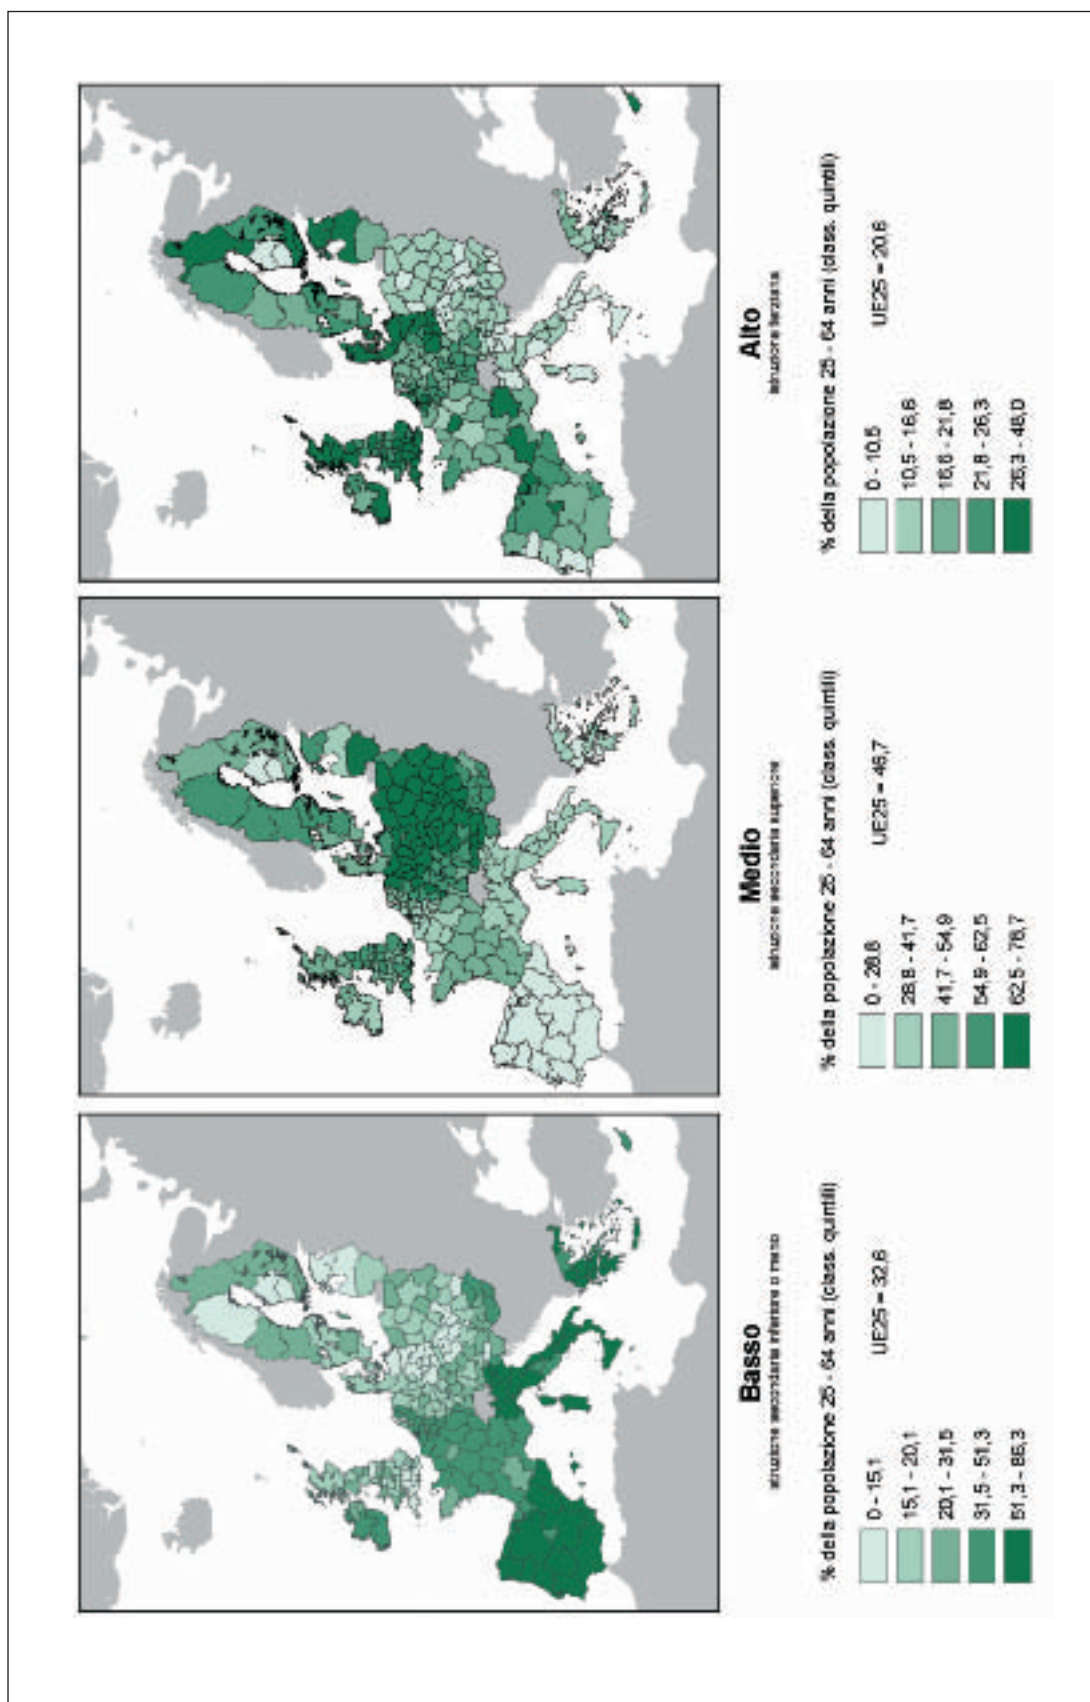 Basso
istruzione secondaria inferiore o meno
% della popolazione 25 - 64 anni (class. quintili)
0 - 15,1
15,1 - 20,1
20,1 - 31,5
31,5 - 51,3
51,3 - 86,3
UE25 = 32,6
Medio
istruzione secondaria superiore
% della popolazione 25 - 64 anni (class. quintili)
0 - 28,8
28,8 - 41,7
41,7 - 54,9
54,9 - 62,5
62,5 - 78,7
UE25 = 46,7
Alto
istruzione terziaria
% della popolazione 25 - 64 anni (class. quintili)
0 - 10,5
10,5 - 16,6
16,6 - 21,8
21,8 - 26,3
26,3 - 48,0
UE25 = 20,6